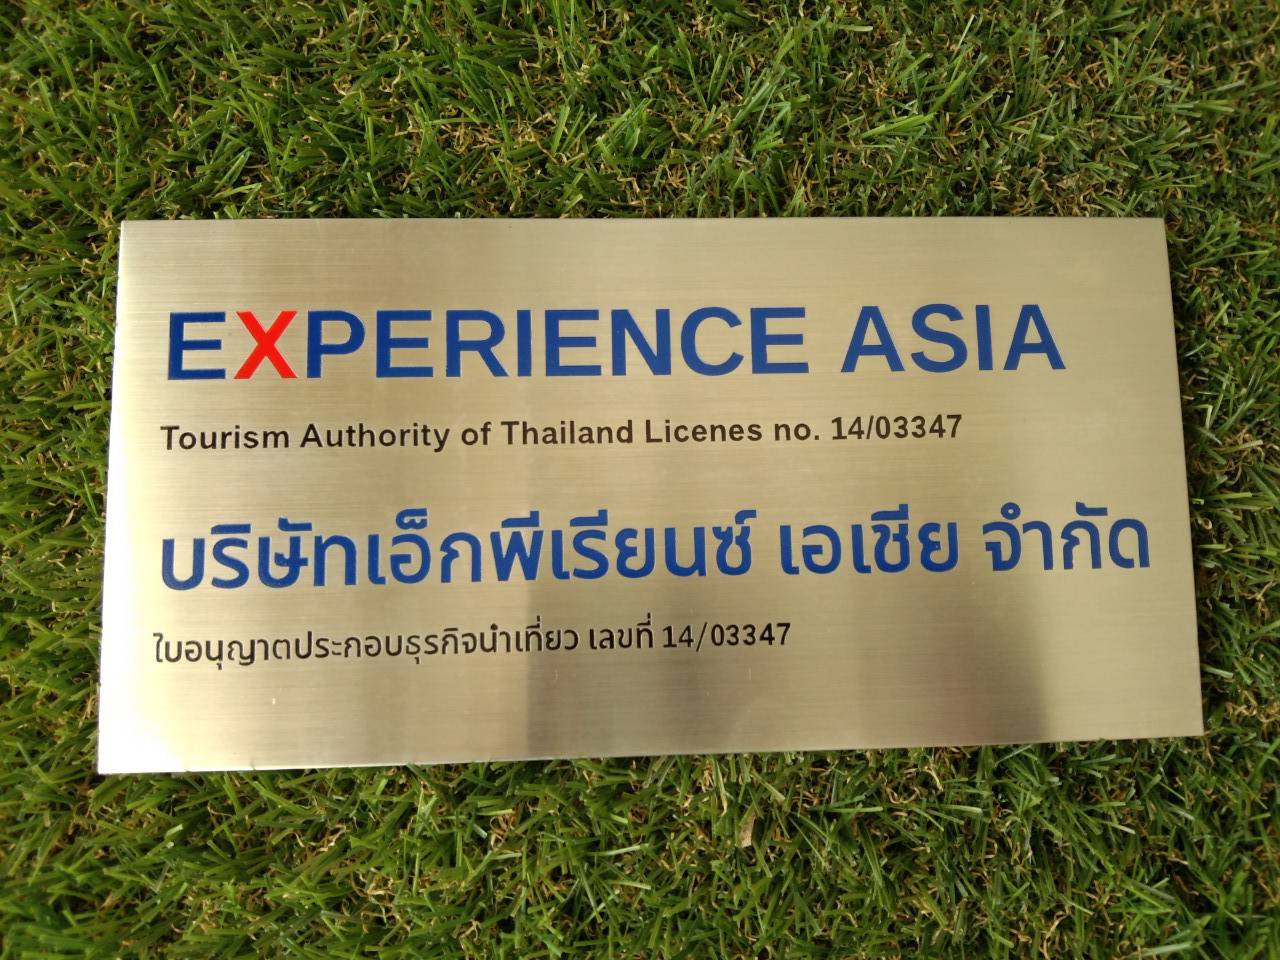 EXPERIENCE ASIA
Tourism Authority of Thailand Licenes no. 14/03347
บริษัทเอ็กพีเรียนซ์ เอเชีย จำกัด
ใบอนุญาตประกอบธุรกิจนำเที่ยว เลขที่ 14/03347